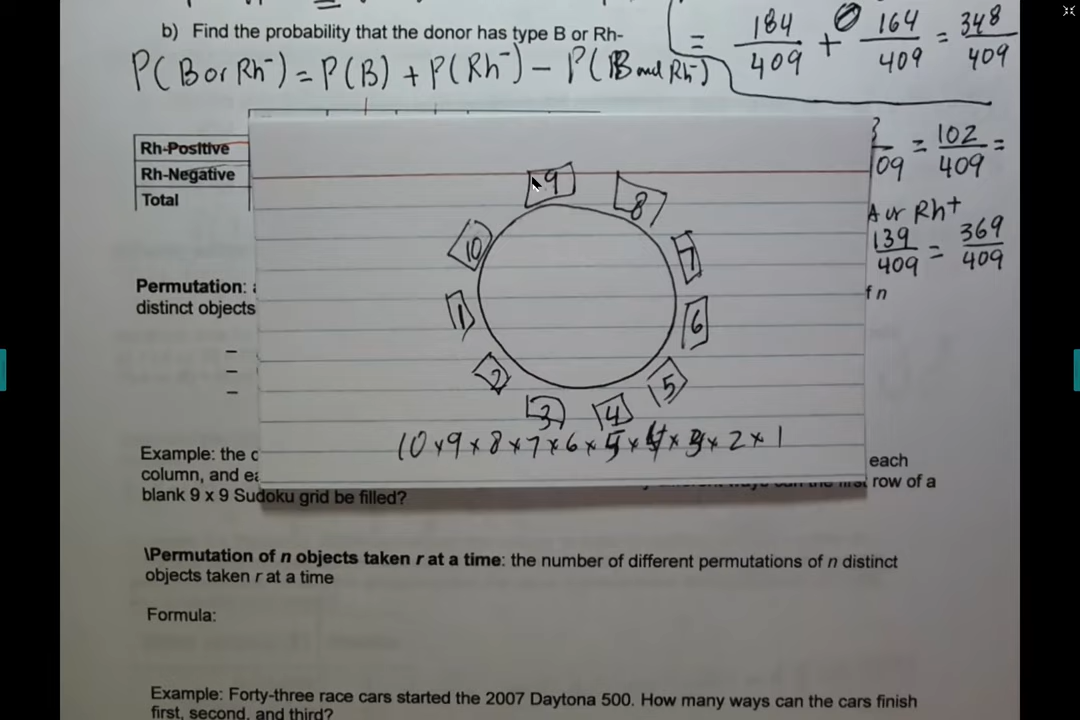 b) Find the probability that the donor has type B or Rh-
= 184/409 + 164/409 = 348/409
P(B or Rh⁻) = P(B) + P(Rh⁻) - P(B and Rh⁻)
Rh-Positive
Rh-Negative
Total
09 = 102/409 =
A or Rh+
139/409 = 369/409
9
8
10
7
1
6
2
5
3
4
10 x 9 x 8 x 7 x 6 x 5 x 4 x 3 x 2 x 1
Permutation:
f n
distinct objects
Example: the
each
column, and
row of a
blank 9 x 9 Sudoku grid be filled?
\Permutation of n objects taken r at a time: the number of different permutations of n distinct
objects taken r at a time
Formula:
Example: Forty-three race cars started the 2007 Daytona 500. How many ways can the cars finish
first, second, and third?